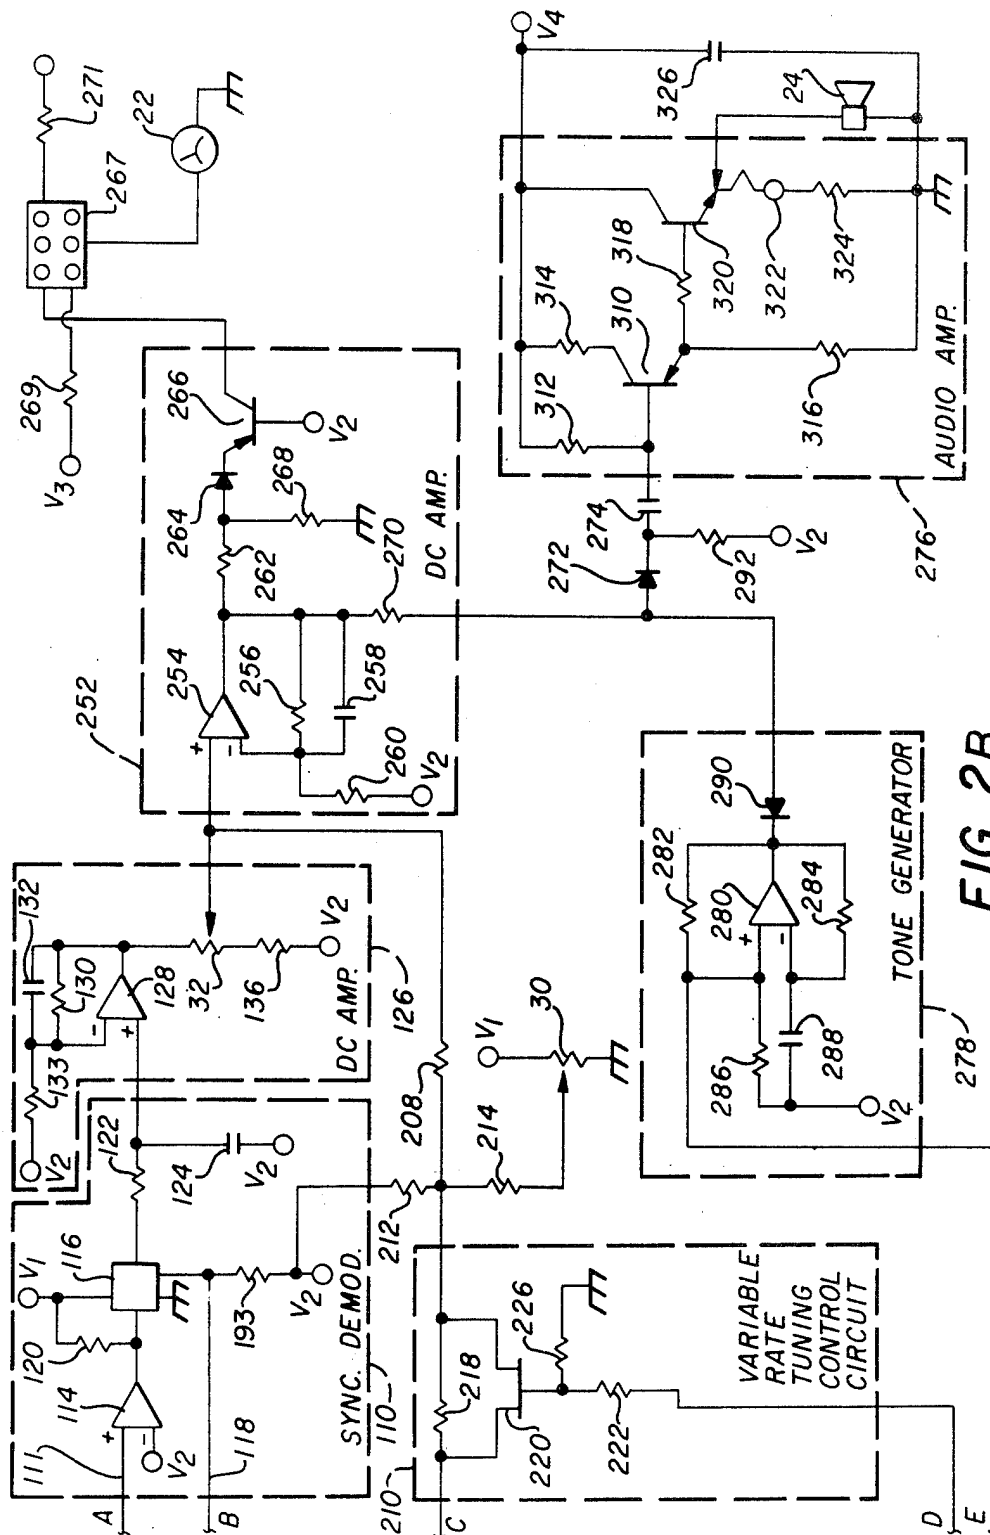 A
111
114
120
V1
116
+
-
V2
B
118
193
V2
122
124
V2
SYNC. DEMOD.
110
V2
133
132
130
-
+
128
32
136
V2
DC AMP.
126
252
254
+
-
256
258
260
V2
262
264
266
V2
268
270
DC AMP.
V3
269
267
271
22
210
C
218
220
226
222
VARIABLE
RATE
TUNING
CONTROL
CIRCUIT
D
E
212
208
214
V1
30
282
280
+
-
284
286
288
V2
290
TONE GENERATOR
278
272
274
292
V2
276
312
314
310
318
316
320
322
324
AUDIO AMP.
V4
326
24
FIG. 2B